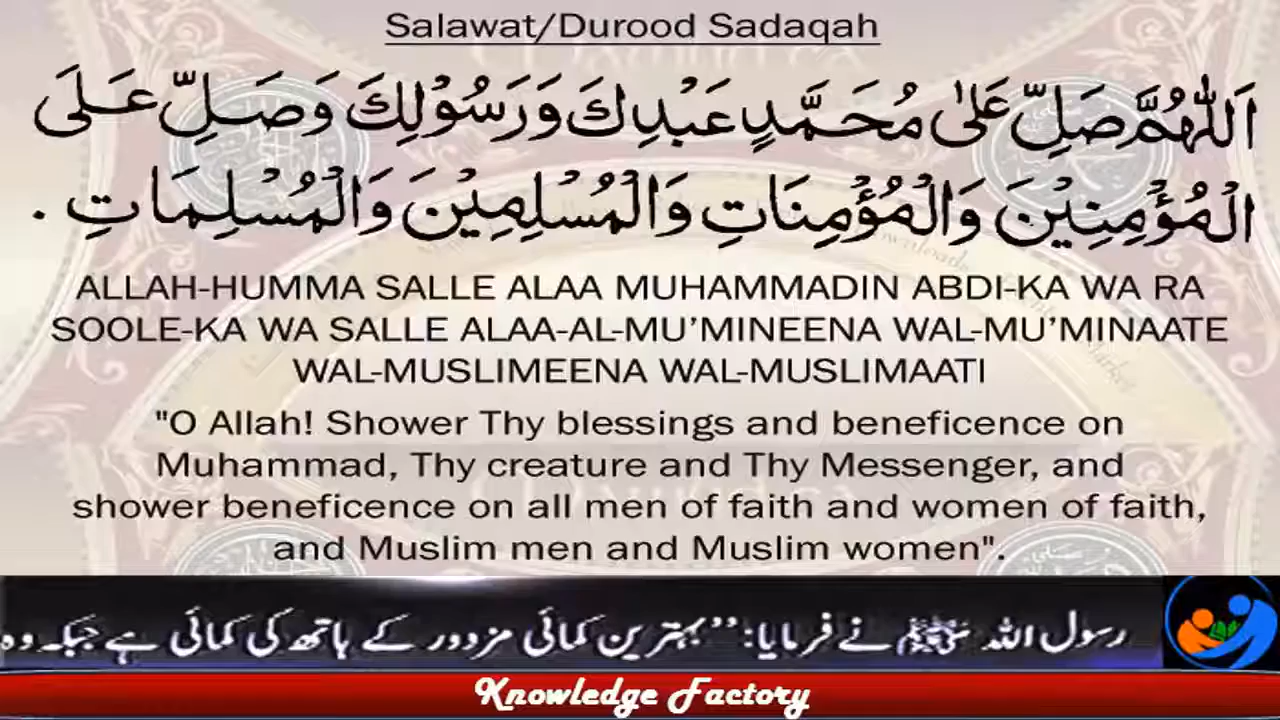 Salawat/Durood Sadaqah
اَللّٰهُمَّ صَلِّ عَلٰى مُحَمَّدٍ عَبْدِكَ وَرَسُوْلِكَ وَصَلِّ عَلَى
الْمُؤْمِنِيْنَ وَالْمُؤْمِنَاتِ وَالْمُسْلِمِيْنَ وَالْمُسْلِمَاتِ .
ALLAH-HUMMA SALLE ALAA MUHAMMADIN ABDI-KA WA RA
SOOLE-KA WA SALLE ALAA-AL-MU’MINEENA WAL-MU’MINAATE
WAL-MUSLIMEENA WAL-MUSLIMAATI
"O Allah! Shower Thy blessings and beneficence on
Muhammad, Thy creature and Thy Messenger, and
shower beneficence on all men of faith and women of faith,
and Muslim men and Muslim women".
رسول اللہ ﷺ نے فرمایا: ’’بہترین کمائی مزدور کے ہاتھ کی کمائی ہے جبکہ وہ
Knowledge Factory